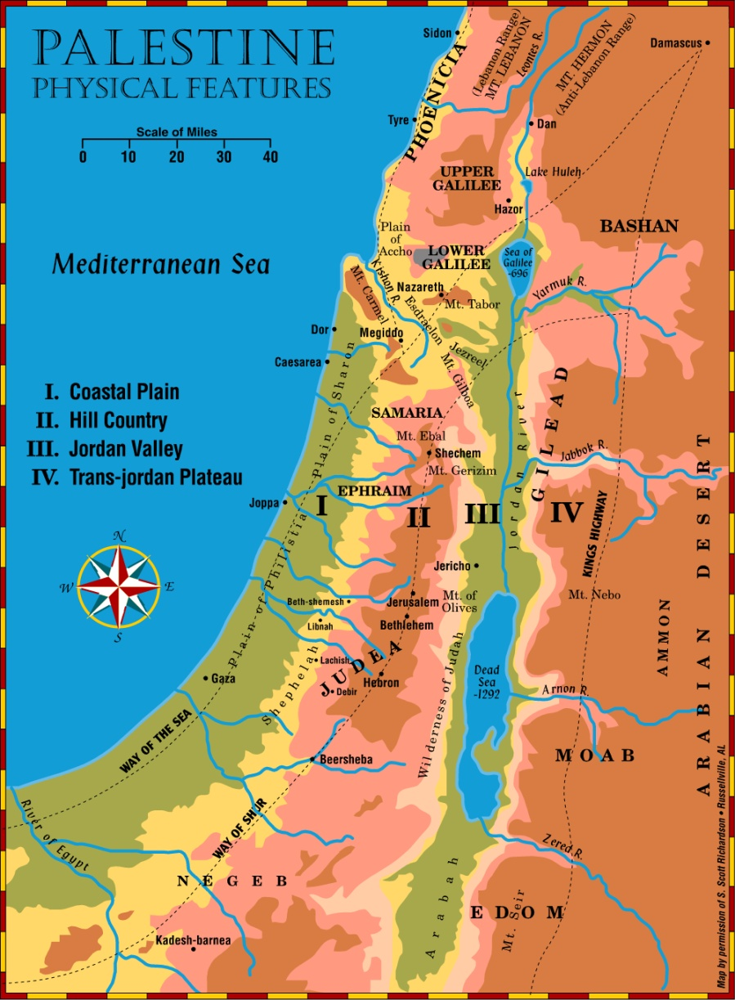 PALESTINE
PHYSICAL FEATURES
Scale of Miles
0 10 20 30 40
Sidon
Damascus
(Lebanon Range)
MT. LEBANON
Leontes R.
MT. HERMON
(Anti-Lebanon Range)
PHOENICIA
Tyre
Dan
UPPER
GALILEE
Lake Huleh
Hazor
BASHAN
Plain
of
Accho
LOWER
GALILEE
Sea of
Galilee
-696
Mediterranean Sea
Kishon R.
Mt. Carmel
Nazareth
Mt. Tabor
Yarmuk R.
Esdraelon
Dor
Megiddo
Jezreel
Caesarea
Mt. Gilboa
Plain of Sharon
I. Coastal Plain
II. Hill Country
III. Jordan Valley
IV. Trans-jordan Plateau
SAMARIA
Mt. Ebal
Shechem
Mt. Gerizim
Jordan River
GILEAD
Jabbok R.
EPHRAIM
Joppa
I
II
III
IV
KINGS HIGHWAY
ARABIAN DESERT
N
W
E
S
Plain of Philistia
Jericho
Beth-shemesh
Jerusalem
Mt. of
Olives
Mt. Nebo
Libnah
Bethlehem
AMMON
Lachish
JUDEA
Shephelah
Debir
Hebron
Wilderness of Judah
Dead
Sea
-1292
Arnon R.
Gaza
WAY OF THE SEA
Beersheba
MOAB
River of Egypt
WAY OF SHUR
Zered R.
NEGEB
Arabah
EDOM
Mt. Seir
Kadesh-barnea
Map by permission of S. Scott Richardson • Russellville, AL